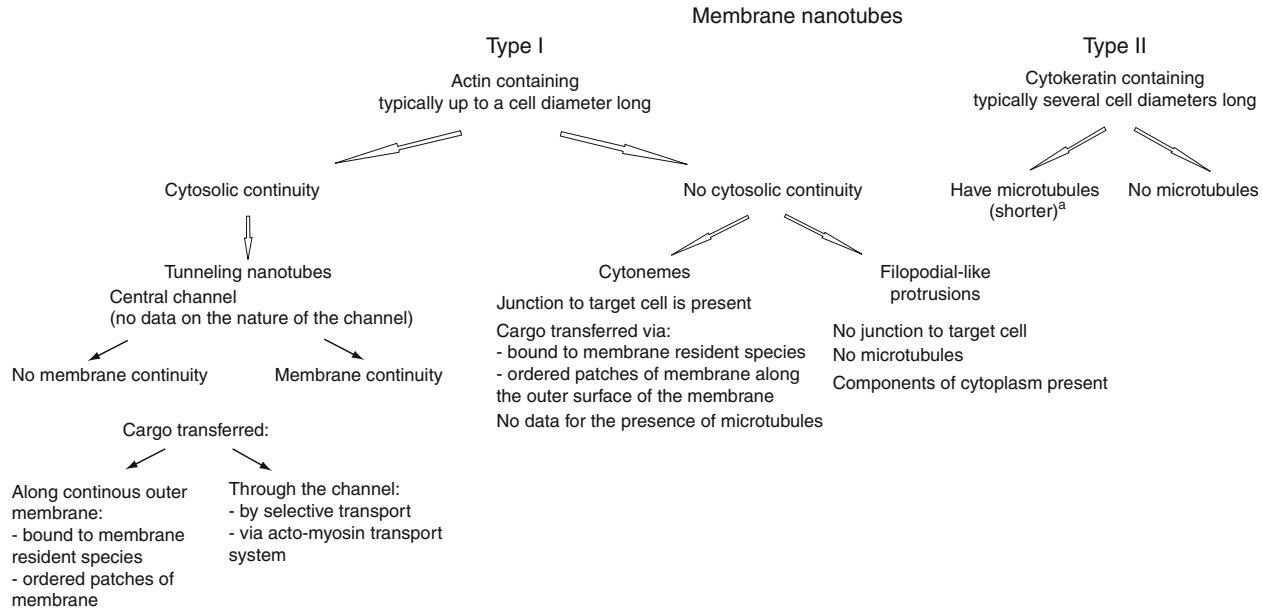 Membrane nanotubes
Type I
Actin containing
typically up to a cell diameter long
Type II
Cytokeratin containing
typically several cell diameters long
Cytosolic continuity
No cytosolic continuity
Have microtubules
(shorter)a
No microtubules
Tunneling nanotubes
Central channel
(no data on the nature of the channel)
No membrane continuity
Membrane continuity
Cargo transferred:
Along continous outer
membrane:
- bound to membrane
resident species
- ordered patches of
membrane
Through the channel:
- by selective transport
- via acto-myosin transport
system
Cytonemes
Junction to target cell is present
Cargo transferred via:
- bound to membrane resident species
- ordered patches of membrane along
the outer surface of the membrane
No data for the presence of microtubules
Filopodial-like
protrusions
No junction to target cell
No microtubules
Components of cytoplasm present